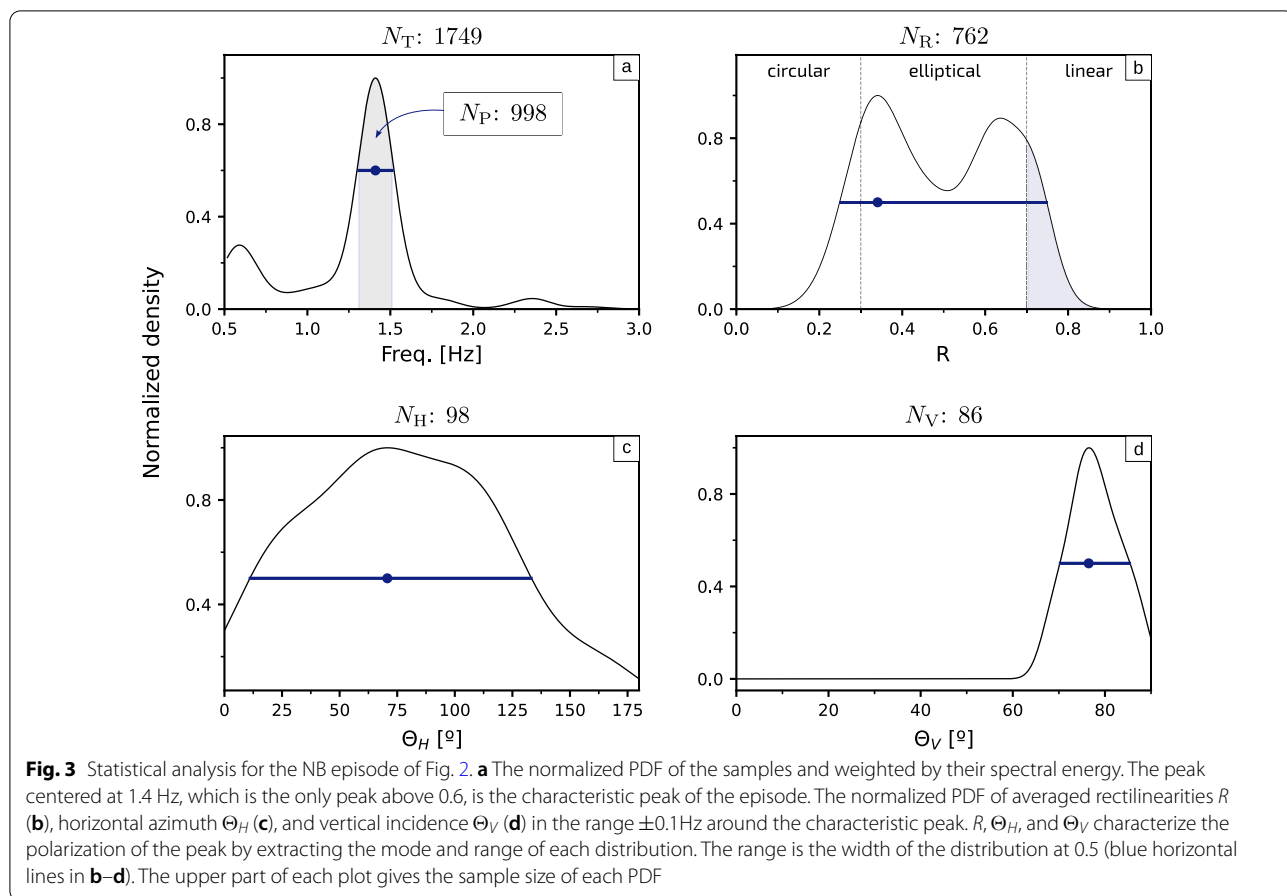 N_T: 1749
a
N_P: 998
0.8
0.4
0.0
0.5 1.0 1.5 2.0 2.5 3.0
Freq. [Hz]
N_R: 762
circular elliptical linear b
0.8
0.4
0.0
0.0 0.2 0.4 0.6 0.8 1.0
R
Normalized density
N_H: 98
c
0.8
0.4
0 25 50 75 100 125 150 175
Θ_H [º]
N_V: 86
d
0.8
0.4
0.0
0 20 40 60 80
Θ_V [º]
Fig. 3 Statistical analysis for the NB episode of Fig. 2. a The normalized PDF of the samples and weighted by their spectral energy. The peak
centered at 1.4 Hz, which is the only peak above 0.6, is the characteristic peak of the episode. The normalized PDF of averaged rectilinearities R
(b), horizontal azimuth Θ_H (c), and vertical incidence Θ_V (d) in the range ±0.1Hz around the characteristic peak. R, Θ_H, and Θ_V characterize the
polarization of the peak by extracting the mode and range of each distribution. The range is the width of the distribution at 0.5 (blue horizontal
lines in b–d). The upper part of each plot gives the sample size of each PDF